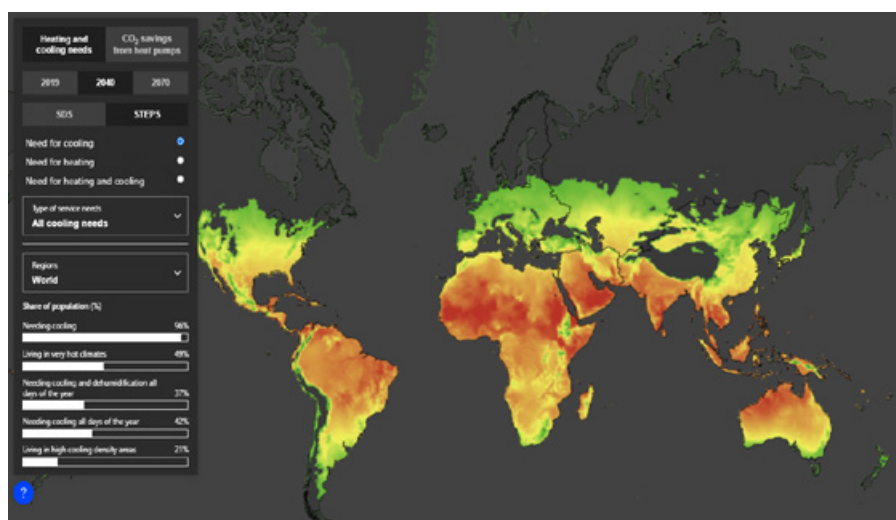 Heating and
cooling needs
CO₂ savings
from heat pumps
2019
2040
2070
SDS
STEPS
Need for cooling
Need for heating
Need for heating and cooling
Type of service needs
All cooling needs
Regions
World
Share of population (%)
Needing cooling 96%
Living in very hot climates 49%
Needing cooling and dehumidification all
days of the year 37%
Needing cooling all days of the year 42%
Living in high cooling density areas 21%
?